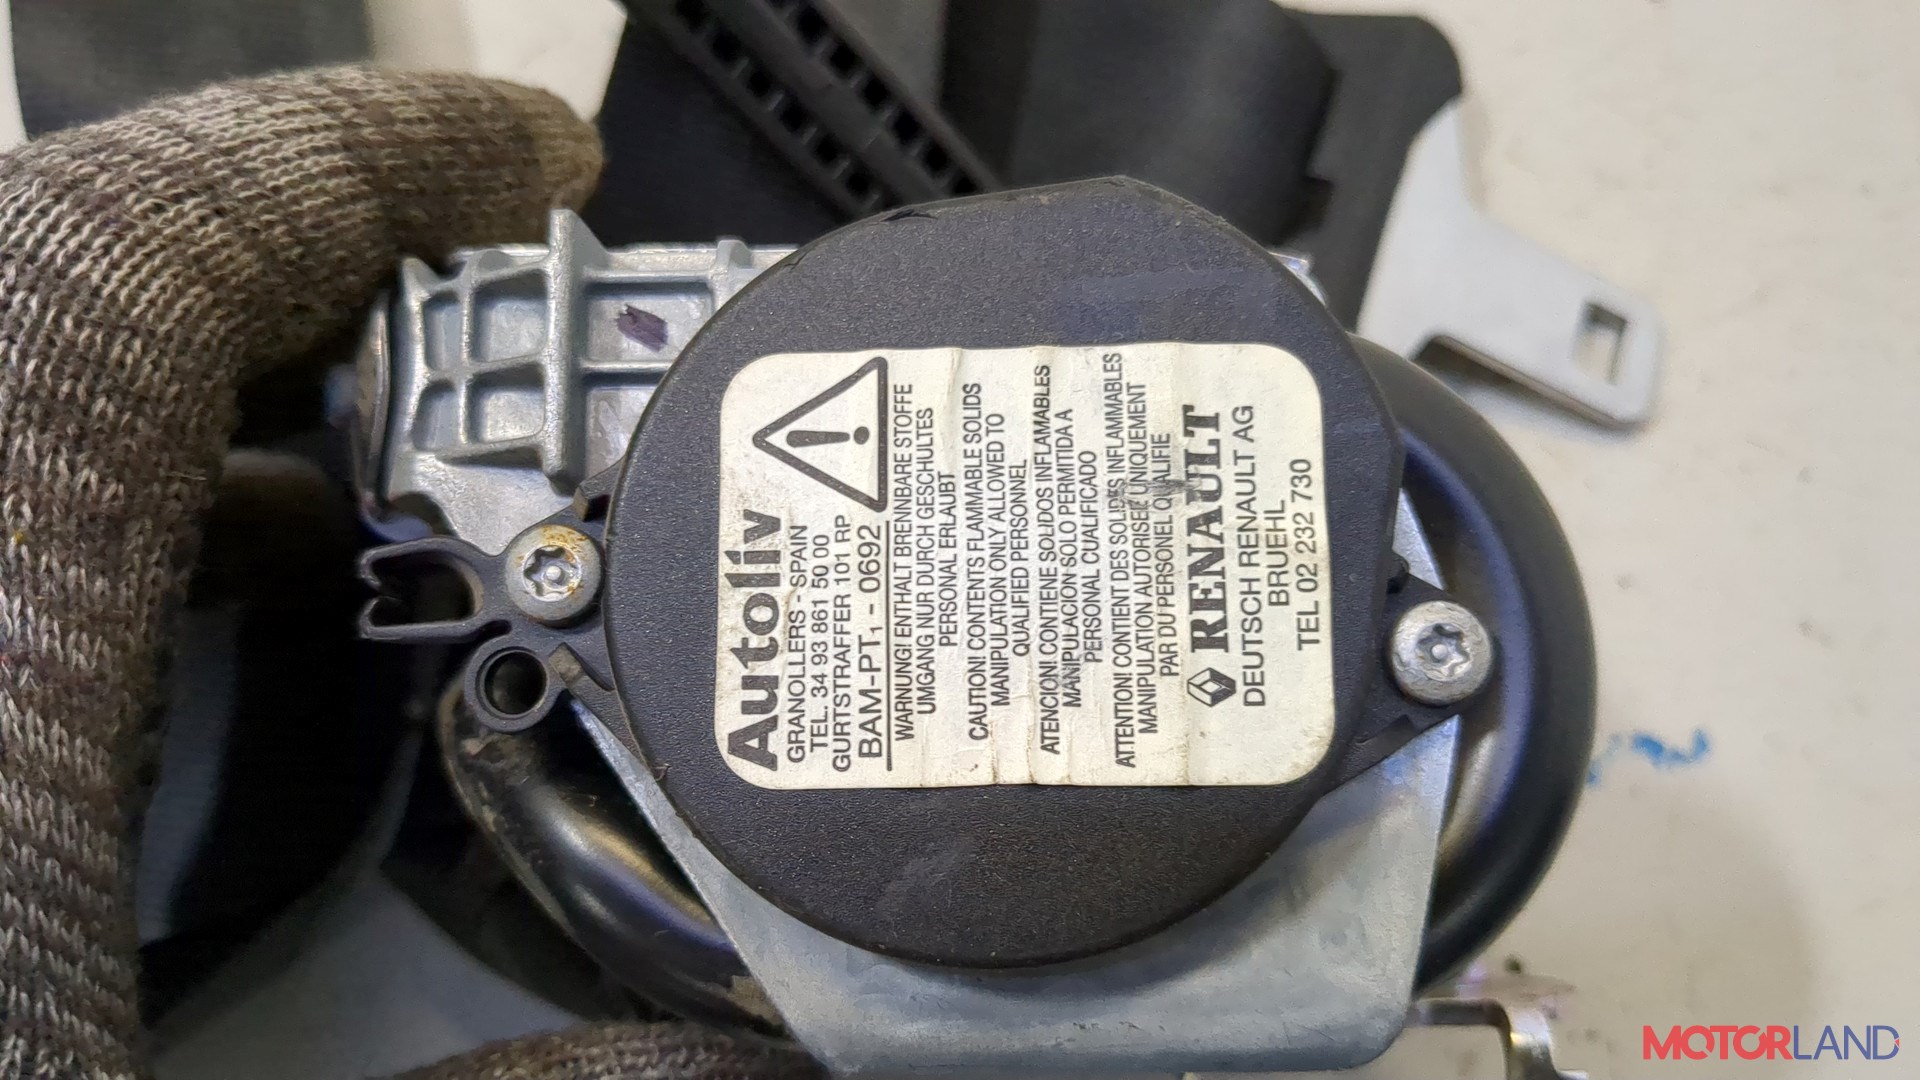 Autoliv
GRANOLLERS - SPAIN
TEL. 34 93 861 50 00
GURTSTRAFFER 101 RP
BAM-PT₁ - 0692
WARNUNG! ENTHALT BRENNBARE STOFFE
UMGANG NUR DURCH GESCHULTES
PERSONAL ERLAUBT
CAUTION! CONTENTS FLAMMABLE SOLIDS
MANIPULATION ONLY ALLOWED TO
QUALIFIED PERSONNEL
ATENCION! CONTIENE SOLIDOS INFLAMABLES
MANIPULACION SOLO PERMITIDA A
PERSONAL CUALIFICADO
ATTENTION! CONTIENT DES SOLIDES INFLAMMABLES
MANIPULATION AUTORISEE UNIQUEMENT
PAR DU PERSONEL QUALIFIE
RENAULT
DEUTSCH RENAULT AG
BRUEHL
TEL 02 232 730
MOTORLAND